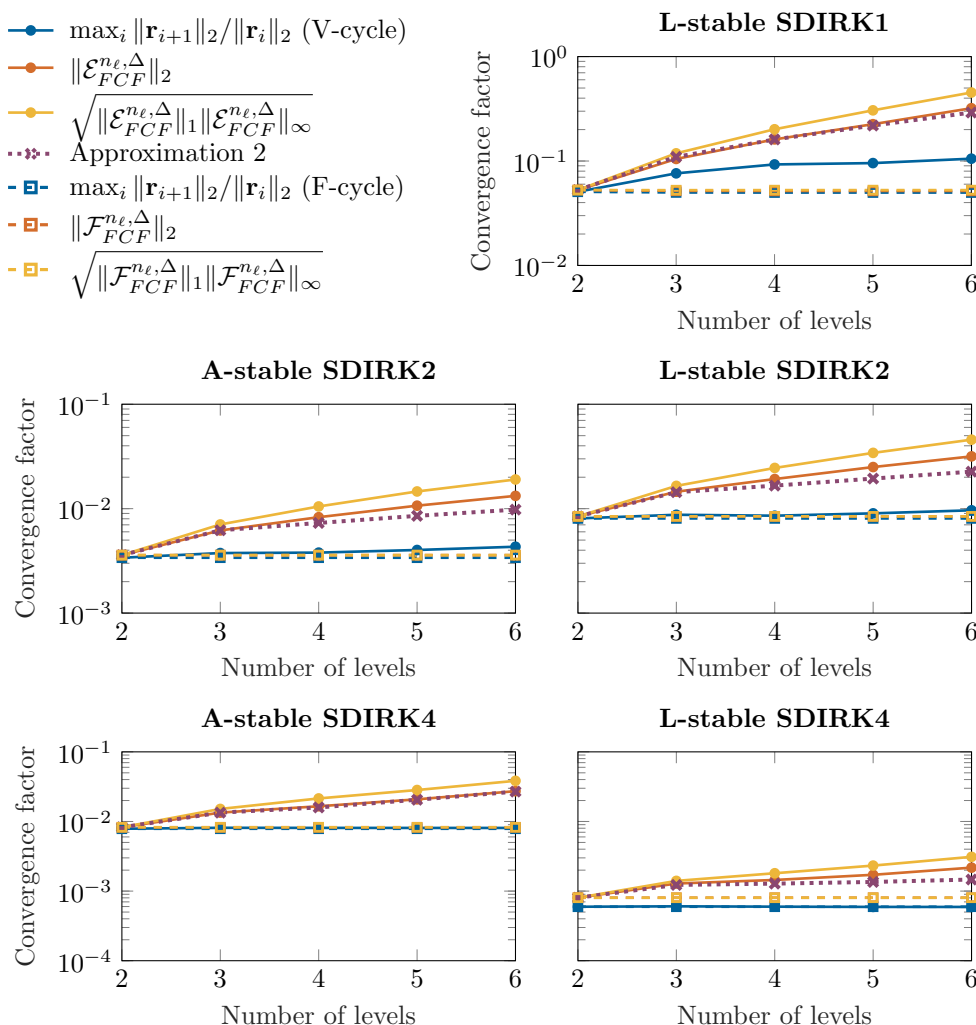 max_i ‖r_{i+1}‖_2/‖r_i‖_2 (V-cycle)
‖ℰ_{FCF}^{n_ℓ,Δ}‖_2
√(‖ℰ_{FCF}^{n_ℓ,Δ}‖_1‖ℰ_{FCF}^{n_ℓ,Δ}‖_∞)
Approximation 2
max_i ‖r_{i+1}‖_2/‖r_i‖_2 (F-cycle)
‖ℱ_{FCF}^{n_ℓ,Δ}‖_2
√(‖ℱ_{FCF}^{n_ℓ,Δ}‖_1‖ℱ_{FCF}^{n_ℓ,Δ}‖_∞)
L-stable SDIRK1
Convergence factor
10^0
10^{−1}
10^{−2}
2 3 4 5 6
Number of levels
A-stable SDIRK2
Convergence factor
10^{−1}
10^{−2}
10^{−3}
2 3 4 5 6
Number of levels
L-stable SDIRK2
2 3 4 5 6
Number of levels
A-stable SDIRK4
Convergence factor
10^{−1}
10^{−2}
10^{−3}
10^{−4}
2 3 4 5 6
Number of levels
L-stable SDIRK4
2 3 4 5 6
Number of levels